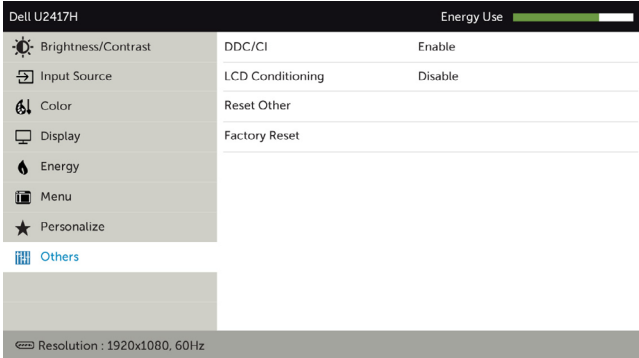 Dell U2417H Energy Use
Brightness/Contrast DDC/CI Enable
Input Source LCD Conditioning Disable
Color Reset Other
Display Factory Reset
Energy
Menu
Personalize
Others
Resolution : 1920x1080, 60Hz